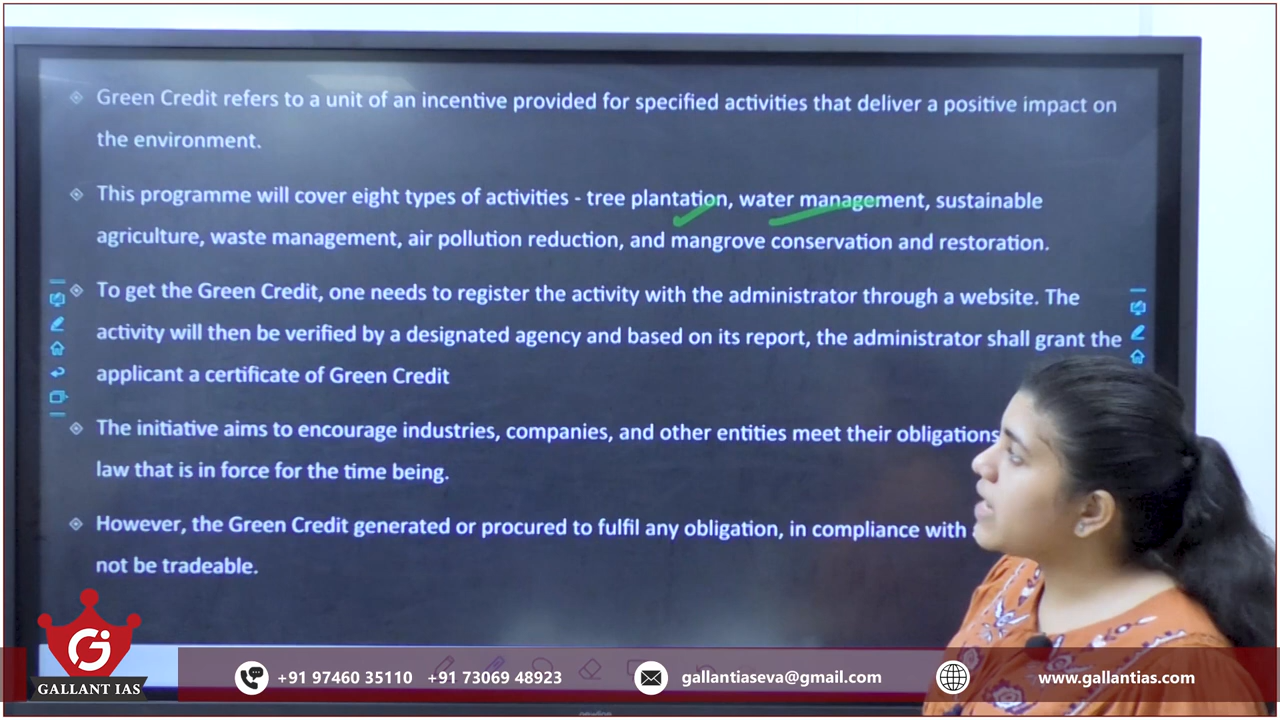 Green Credit refers to a unit of an incentive provided for specified activities that deliver a positive impact on
the environment.
This programme will cover eight types of activities - tree plantation, water management, sustainable
agriculture, waste management, air pollution reduction, and mangrove conservation and restoration.
To get the Green Credit, one needs to register the activity with the administrator through a website. The
activity will then be verified by a designated agency and based on its report, the administrator shall grant the
applicant a certificate of Green Credit
The initiative aims to encourage industries, companies, and other entities meet their obligations
law that is in force for the time being.
However, the Green Credit generated or procured to fulfil any obligation, in compliance with
not be tradeable.
Gi
GALLANT IAS
+91 97460 35110 +91 73069 48923
gallantiaseva@gmail.com
www.gallantias.com